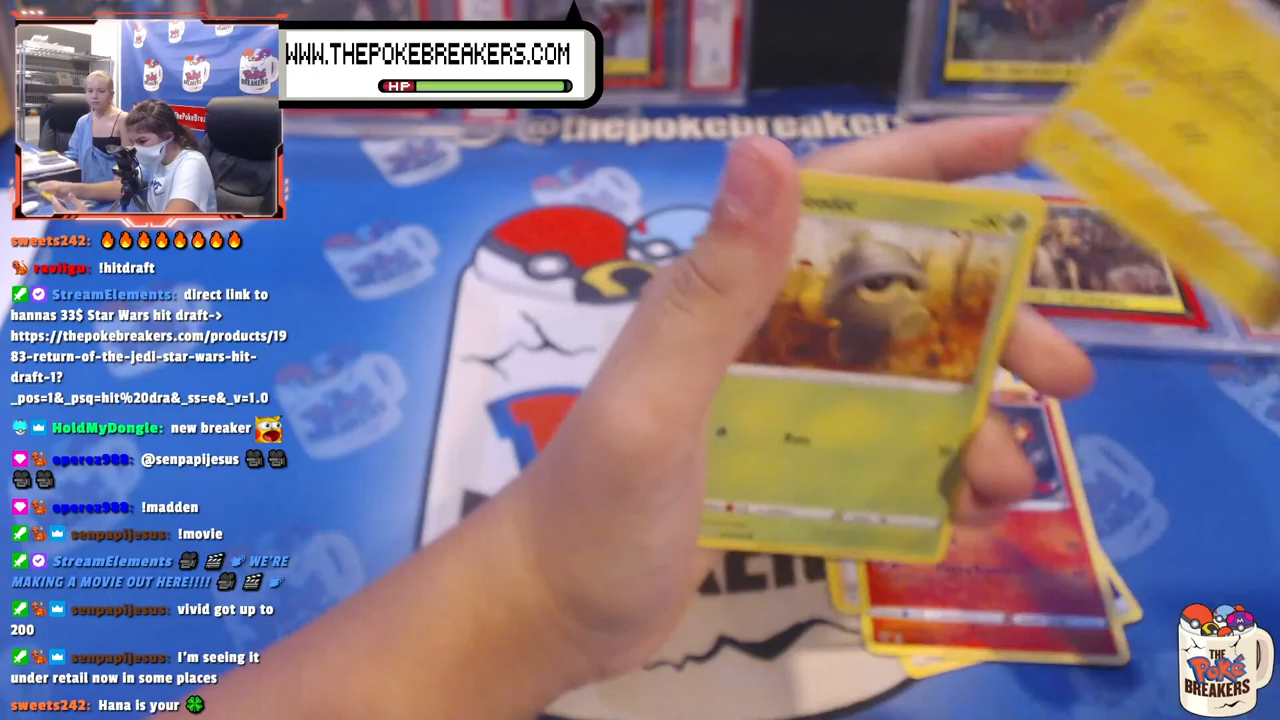 WWW.THEPOKEBREAKERS.COM
HP
@thepokebreakers
sweets242:
raviigu: !hitdraft
StreamElements: direct link to
hannas 33$ Star Wars hit draft->
https://thepokebreakers.com/products/19
83-return-of-the-jedi-star-wars-hit-
draft-1?
_pos=1&_psq=hit%20dra&_ss=e&_v=1.0
HoldMyDongle: new breaker
operez988: @senpapijesus
operez988: !madden
senpapijesus: !movie
StreamElements WE'RE
MAKING A MOVIE OUT HERE!!!!
senpapijesus: vivid got up to
200
senpapijesus: I'm seeing it
under retail now in some places
sweets242: Hana is your
THE
Poké
BREAKERS